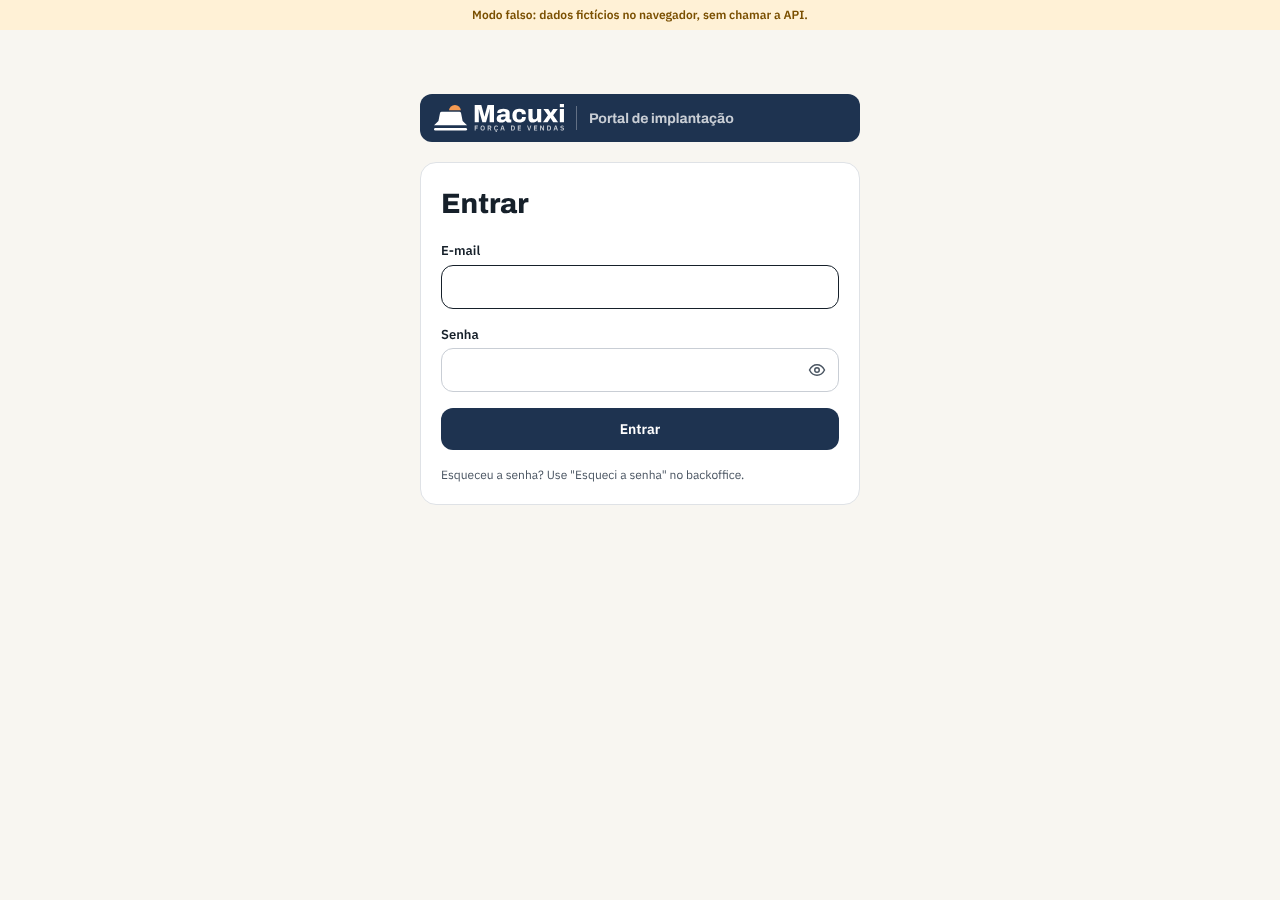 Modo falso: dados fictícios no navegador, sem chamar a API.
Macuxi
FORÇA DE VENDAS
Portal de implantação
Entrar
E-mail
Senha
Entrar
Esqueceu a senha? Use "Esqueci a senha" no backoffice.